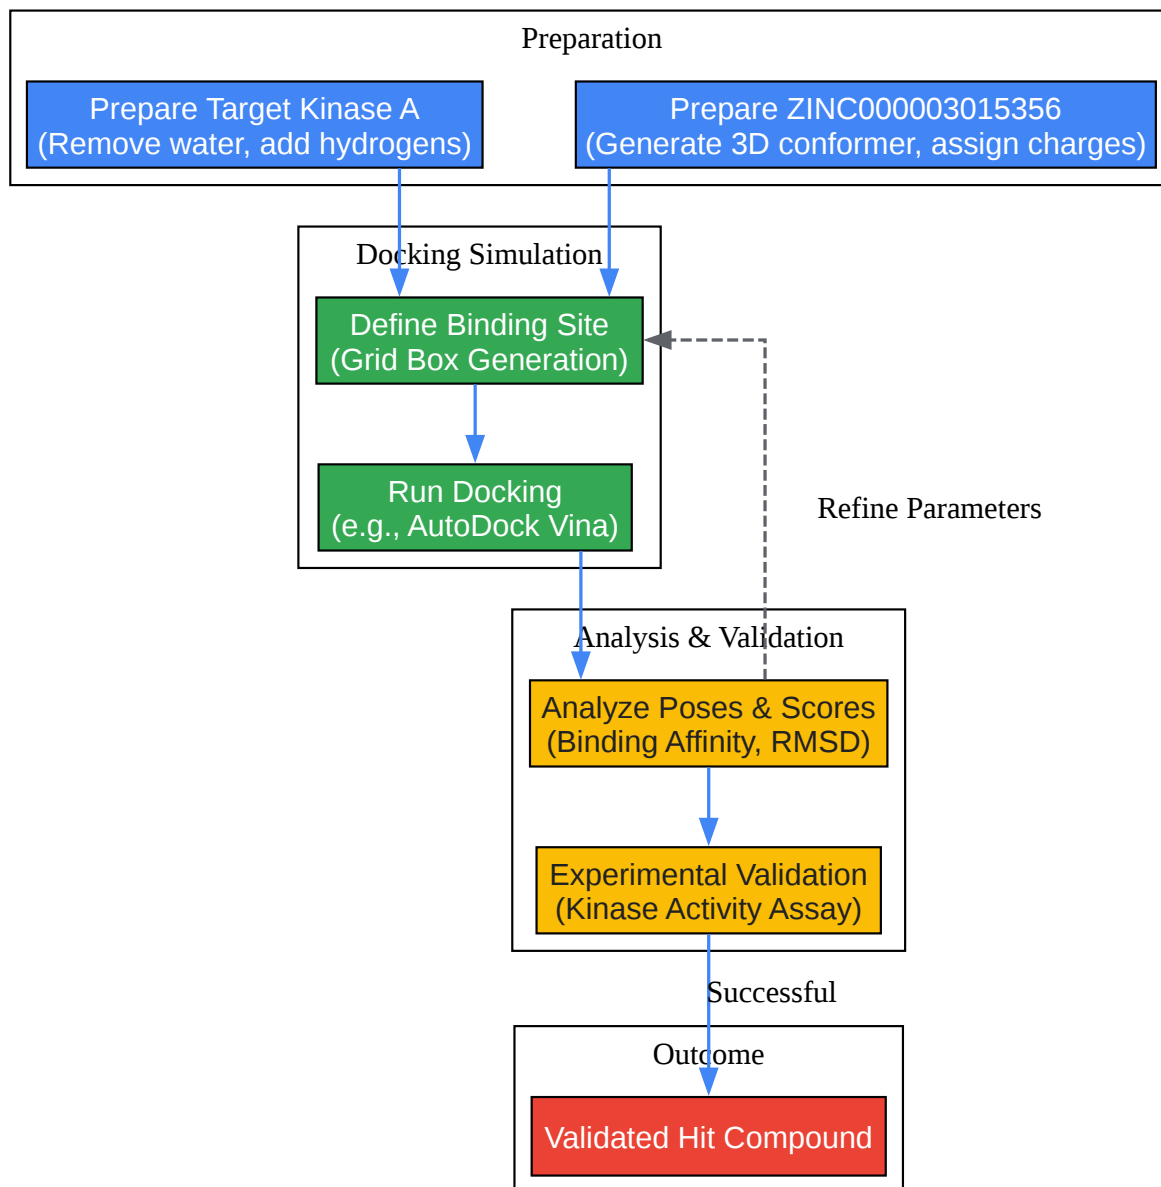 Preparation
Prepare Target Kinase A
(Remove water, add hydrogens)
Prepare ZINC000003015356
(Generate 3D conformer, assign charges)
Docking Simulation
Define Binding Site
(Grid Box Generation)
Run Docking
(e.g., AutoDock Vina)
Refine Parameters
Analysis & Validation
Analyze Poses & Scores
(Binding Affinity, RMSD)
Experimental Validation
(Kinase Activity Assay)
Successful
Outcome
Validated Hit Compound